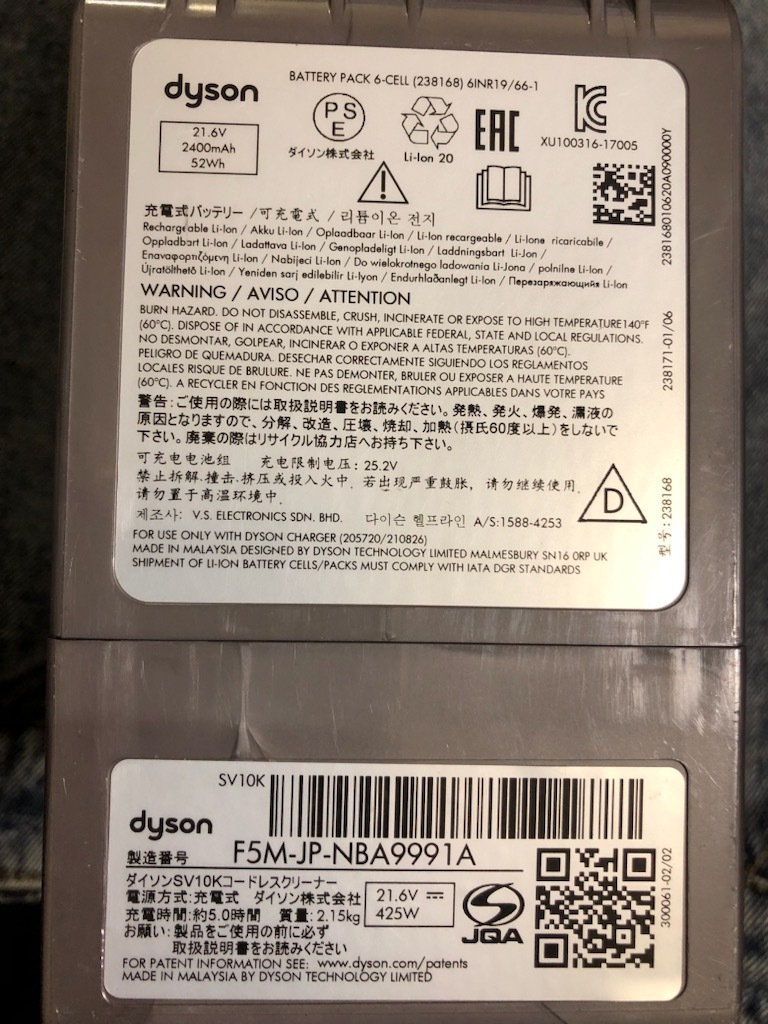 dyson
BATTERY PACK 6-CELL (238168) 6INR19/66-1
21.6V
2400mAh
52Wh
PS
E
ダイソン株式会社
Li-Ion 20
EAC
KC
XU100316-17005
充電式バッテリー / 可充電式 / 리튬이온 전지
Rechargeable Li-Ion / Akku Li-Ion / Oplaadbaar Li-Ion / Li-Ion recargeable / Li-Ione ricaricabile /
Oppladbart Li-Ion / Ladattava Li-Ion / Genopladeligt Li-Ion / Laddningsbart Li-Jon /
Επαναφορτιζόμενη Li-Ion / Nabijecí Li-Ion / Do wielokrotnego ladowania Li-Jona / polnilne Li-Ion /
Újratölthető Li-Ion / Yeniden sarj edilebilir Li-Iyon / Endurhlaðanlegt Li-Ion / Перезаряжающийся Li-Ion
WARNING / AVISO / ATTENTION
BURN HAZARD. DO NOT DISASSEMBLE, CRUSH, INCINERATE OR EXPOSE TO HIGH TEMPERATURE140°F
(60°C). DISPOSE OF IN ACCORDANCE WITH APPLICABLE FEDERAL, STATE AND LOCAL REGULATIONS.
NO DESMONTAR, GOLPEAR, INCINERAR O EXPONER A ALTAS TEMPERATURAS (60°C).
PELIGRO DE QUEMADURA. DESECHAR CORRECTAMENTE SIGUIENDO LOS REGLAMENTOS
LOCALES RISQUE DE BRULURE. NE PAS DEMONTER, BRULER OU EXPOSER A HAUTE TEMPERATURE
(60°C). A RECYCLER EN FONCTION DES REGLEMENTATIONS APPLICABLES DANS VOTRE PAYS
警告:ご使用の際には取扱説明書をお読みください。発熱、発火、爆発、漏液の
原因となりますので、分解、改造、圧壊、焼却、加熱(摂氏60度以上)をしないで
下さい。廃棄の際はリサイクル協力店へお持ち下さい。
可充电电池组 充电限制电压: 25.2V
禁止拆解.撞击.挤压或投入火中. 若出现严重鼓胀, 请勿继续使用.
请勿置于高温环境中.
제조사: V.S. ELECTRONICS SDN. BHD. 다이슨 헬프라인 A/S:1588-4253
FOR USE ONLY WITH DYSON CHARGER (205720/210826)
MADE IN MALAYSIA DESIGNED BY DYSON TECHNOLOGY LIMITED MALMESBURY SN16 0RP UK
SHIPMENT OF LI-ION BATTERY CELLS/PACKS MUST COMPLY WITH IATA DGR STANDARDS
D
238168010620A090000Y
238171-01/06
型号: 238168
SV10K
dyson
製造番号 F5M-JP-NBA9991A
ダイソンSV10Kコードレスクリーナー
電源方式:充電式 ダイソン株式会社
充電時間:約5.0時間 質量: 2.15kg
お願い: 製品をご使用の前に必ず
取扱説明書をお読みください
21.6V
425W
JQA
FOR PATENT INFORMATION SEE: www.dyson.com/patents
MADE IN MALAYSIA BY DYSON TECHNOLOGY LIMITED
300061-02/02